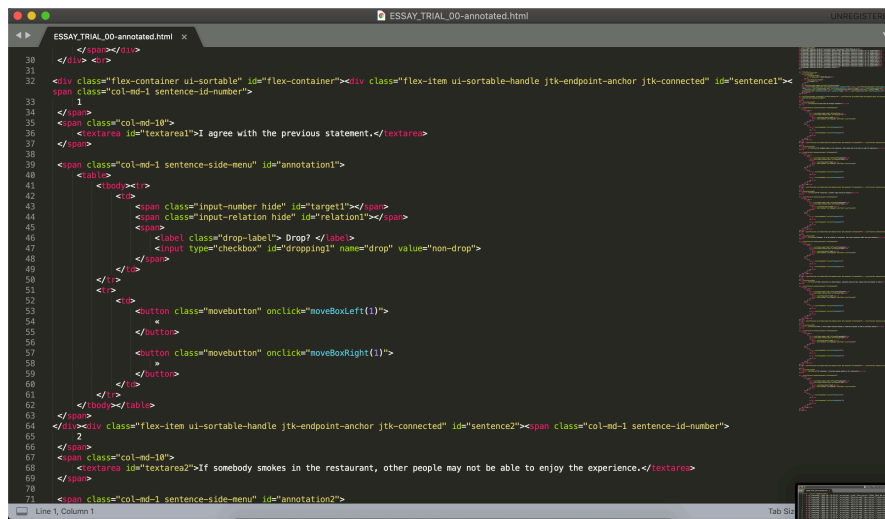 ESSAY_TRIAL_00-annotated.html
UNREGISTERED
ESSAY_TRIAL_00-annotated.html ×
</span></div>
30 </div> <br>
31
32 <div class="flex-container ui-sortable" id="flex-container"><div class="flex-item ui-sortable-handle jtk-endpoint-anchor jtk-connected" id="sentence1"><
span class="col-md-1 sentence-id-number">
33 1
34 </span>
35 <span class="col-md-10">
36 <textarea id="textarea1">I agree with the previous statement.</textarea>
37 </span>
38
39 <span class="col-md-1 sentence-side-menu" id="annotation1">
40 <table>
41 <tbody><tr>
42 <td>
43 <span class="input-number hide" id="target1"></span>
44 <span class="input-relation hide" id="relation1"></span>
45 <span>
46 <label class="drop-label"> Drop? </label>
47 <input type="checkbox" id="dropping1" name="drop" value="non-drop">
48 </span>
49 </td>
50 </tr>
51 <tr>
52 <td>
53 <button class="movebutton" onclick="moveBoxLeft(1)">
54 «
55 </button>
56
57 <button class="movebutton" onclick="moveBoxRight(1)">
58 »
59 </button>
60 </td>
61 </tr>
62 </tbody></table>
63 </span>
64 </div><div class="flex-item ui-sortable-handle jtk-endpoint-anchor jtk-connected" id="sentence2"><span class="col-md-1 sentence-id-number">
65 2
66 </span>
67 <span class="col-md-10">
68 <textarea id="textarea2">If somebody smokes in the restaurant, other people may not be able to enjoy the experience.</textarea>
69 </span>
70
71 <span class="col-md-1 sentence-side-menu" id="annotation2">
Line 1, Column 1
Tab Siz